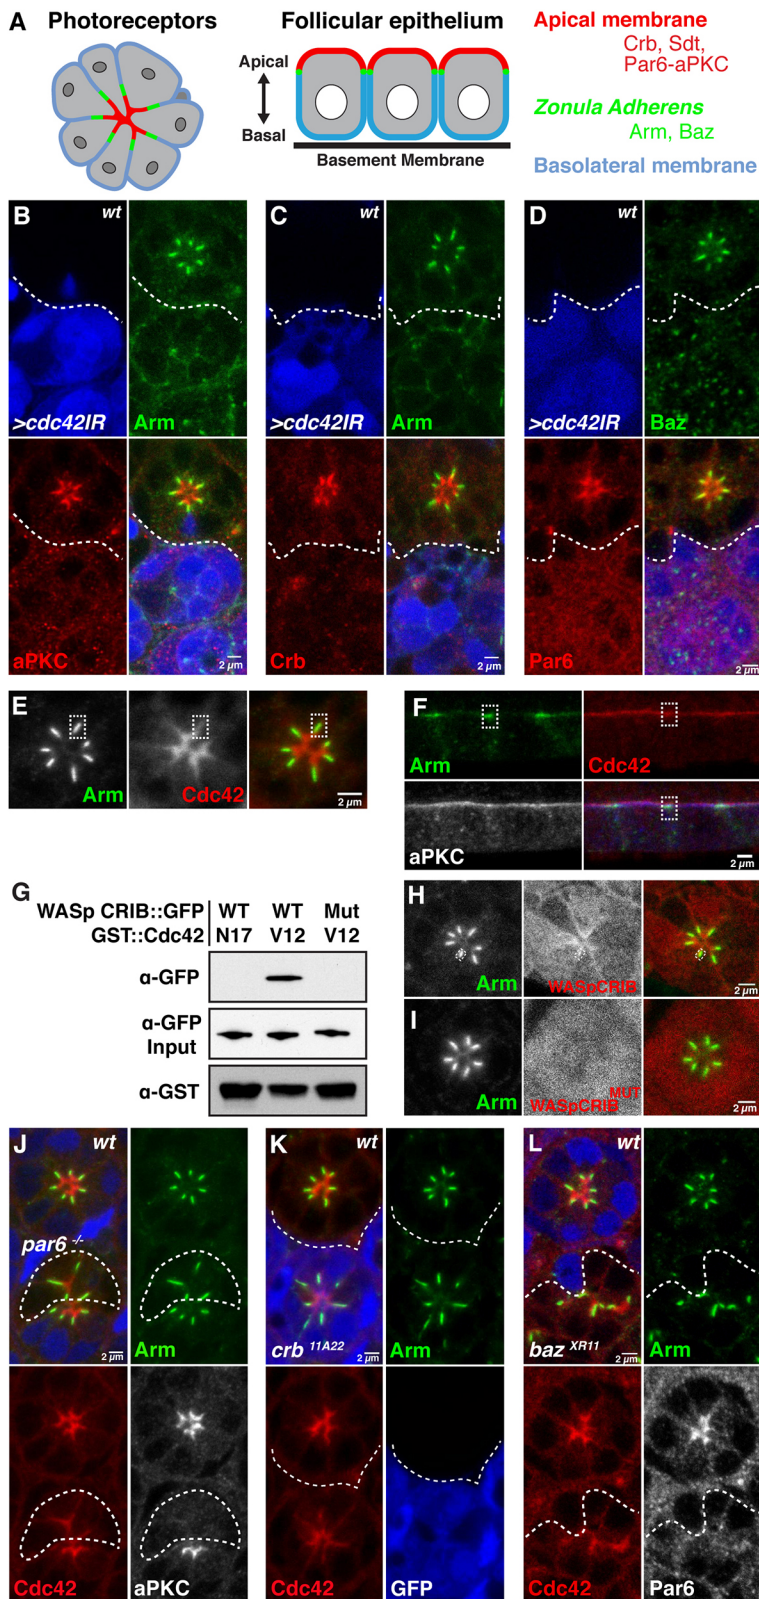 A
Photoreceptors
Follicular epithelium
Apical
Basal
Basement Membrane
Apical membrane
Crb, Sdt,
Par6-aPKC
Zonula Adherens
Arm, Baz
Basolateral membrane
B
wt
>cdc42IR
Arm
aPKC
2 µm
C
wt
>cdc42IR
Arm
Crb
2 µm
D
wt
>cdc42IR
Baz
Par6
2 µm
E
Arm
Cdc42
2 µm
F
Arm
Cdc42
aPKC
2 µm
G
WASp CRIB::GFP WT WT Mut
GST::Cdc42 N17 V12 V12
α-GFP
α-GFP
Input
α-GST
H
Arm
WASpCRIB
2 µm
I
Arm
WASpCRIB MUT
2 µm
J
wt
par6 -/-
2 µm
Arm
Cdc42
aPKC
K
wt
crb 11A22
2 µm
Arm
Cdc42
GFP
L
wt
baz XR11
2 µm
Arm
Cdc42
Par6